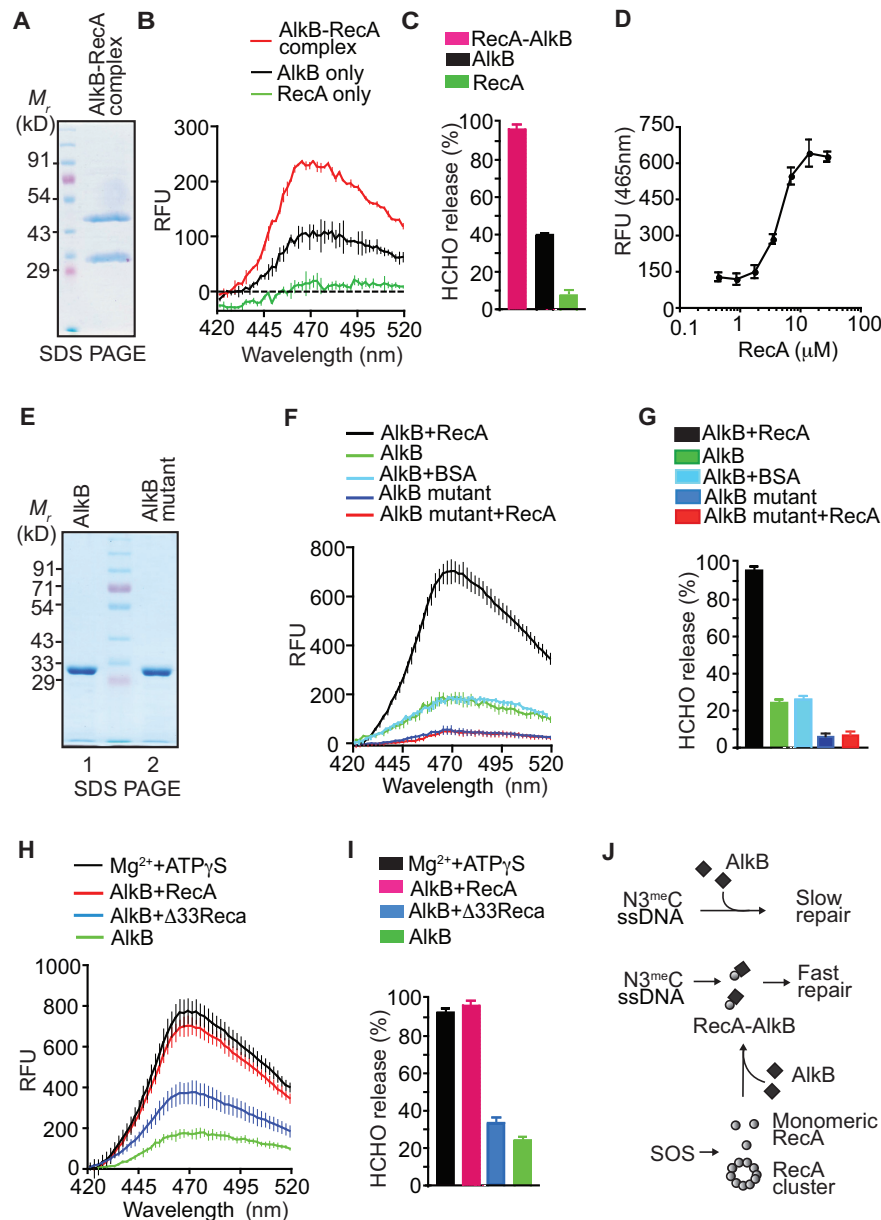 A
M_r
(kD)
AlkB-RecA
complex
91
54
43
29
SDS PAGE
B
AlkB-RecA
complex
AlkB only
RecA only
RFU
300
200
100
0
420 445 470 495 520
Wavelength (nm)
C
RecA-AlkB
AlkB
RecA
HCHO release (%)
100
80
60
40
20
0
D
RFU (465nm)
750
600
450
300
150
0
0.1 1 10 100
RecA (μM)
E
M_r
(kD)
AlkB
AlkB
mutant
91
71
54
43
33
29
1 2
SDS PAGE
F
AlkB+RecA
AlkB
AlkB+BSA
AlkB mutant
AlkB mutant+RecA
RFU
800
600
400
200
0
420 445 470 495 520
Wavelength (nm)
G
AlkB+RecA
AlkB
AlkB+BSA
AlkB mutant
AlkB mutant+RecA
HCHO release (%)
100
80
60
40
20
0
H
Mg²⁺+ATPγS
AlkB+RecA
AlkB+Δ33Reca
AlkB
RFU
1000
800
600
400
200
0
420 445 470 495 520
Wavelength (nm)
I
Mg²⁺+ATPγS
AlkB+RecA
AlkB+Δ33Reca
AlkB
HCHO release (%)
100
80
60
40
20
0
J
AlkB
N3ᵐᵉC
ssDNA
Slow
repair
N3ᵐᵉC
ssDNA
Fast
repair
RecA-AlkB
AlkB
Monomeric
RecA
SOS
RecA
cluster